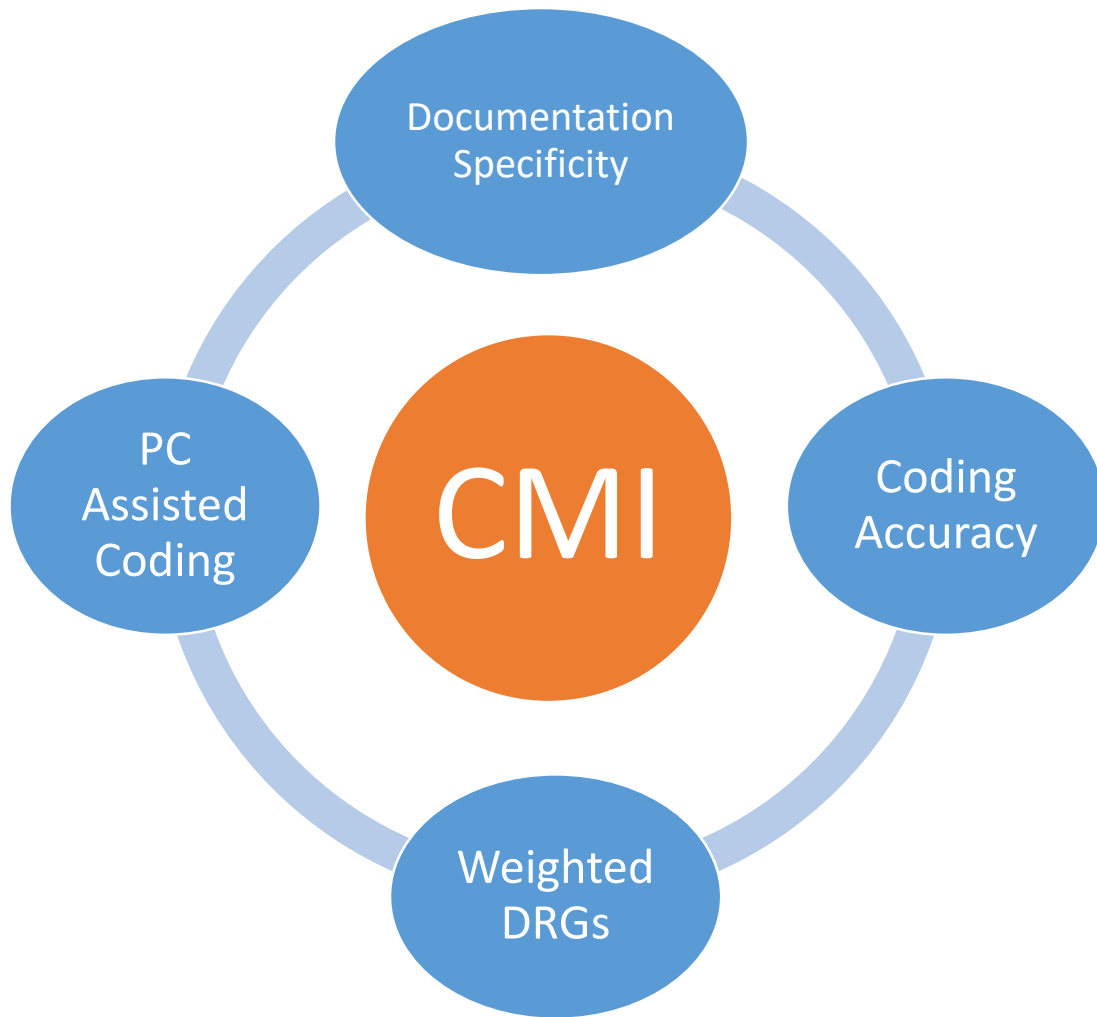 Documentation
Specificity
PC
Assisted
Coding
CMI
Coding
Accuracy
Weighted
DRGs